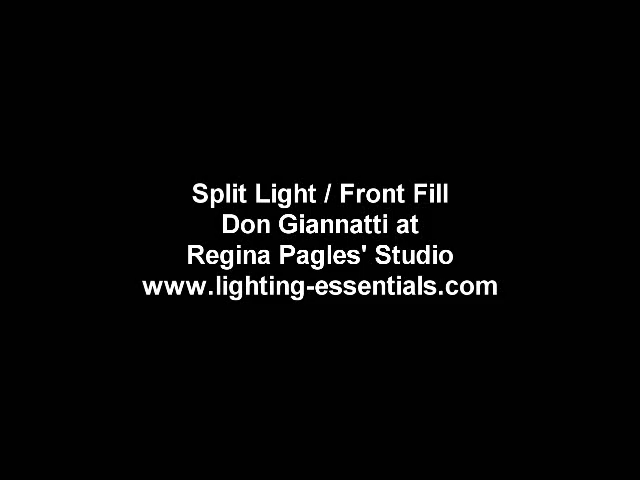 Split Light / Front Fill
Don Giannatti at
Regina Pagles' Studio
www.lighting-essentials.com